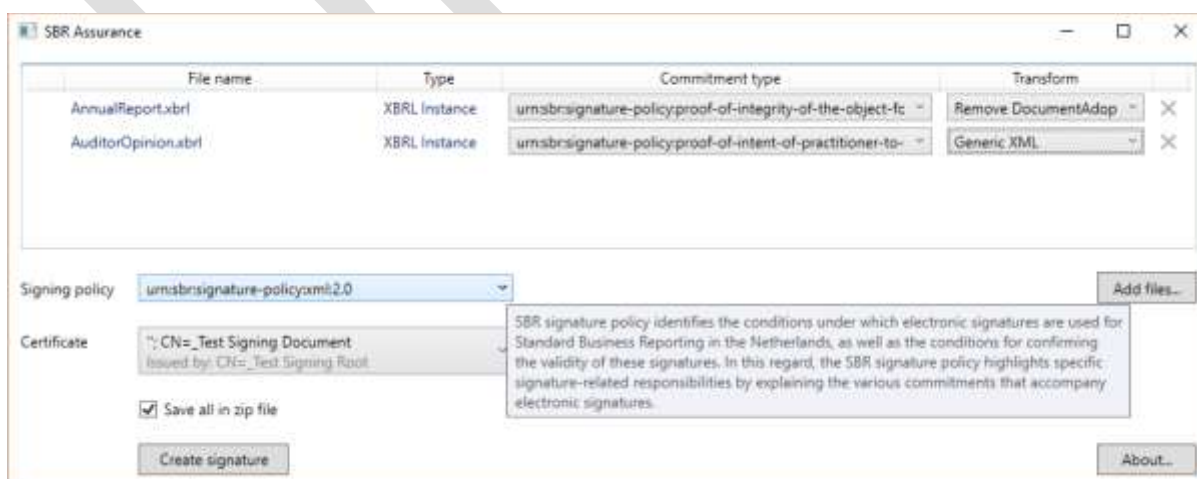 SBR Assurance
File name Type Commitment type Transform
AnnualReport.xbrl XBRL Instance urn:sbr:signature-policy:proof-of-integrity-of-the-object-fc Remove DocumentAdop
AuditorOpinion.xbrl XBRL Instance urn:sbr:signature-policy:proof-of-intent-of-practitioner-to- Generic XML
Signing policy urn:sbr:signature-policy:xml:2.0 Add files...
SBR signature policy identifies the conditions under which electronic signatures are used for
Standard Business Reporting in the Netherlands, as well as the conditions for confirming
the validity of these signatures. In this regard, the SBR signature policy highlights specific
signature-related responsibilities by explaining the various commitments that accompany
electronic signatures.
Certificate '': CN=_Test Signing Document
Issued by: CN=_Test Signing Root
Save all in zip file
Create signature About...